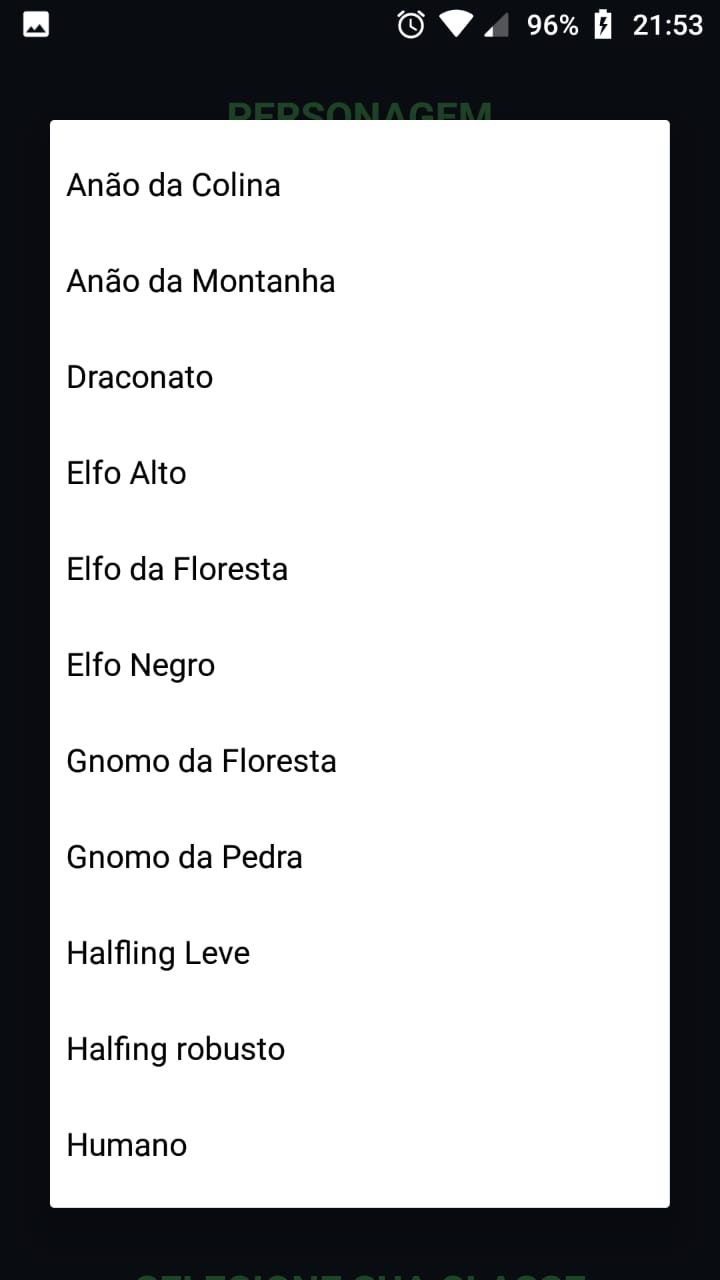 96% 21:53
PERSONAGEM
Anão da Colina
Anão da Montanha
Draconato
Elfo Alto
Elfo da Floresta
Elfo Negro
Gnomo da Floresta
Gnomo da Pedra
Halfling Leve
Halfing robusto
Humano
SELECIONE SUA CLASSE